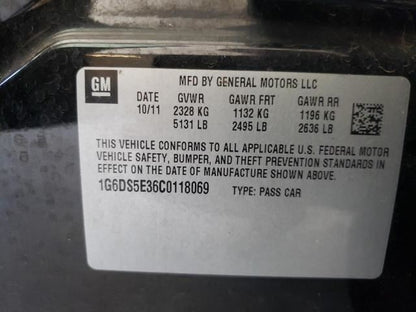 GM
MFD BY GENERAL MOTORS LLC
DATE GVWR GAWR FRT GAWR RR
10/11 2328 KG 1132 KG 1196 KG
5131 LB 2495 LB 2636 LB
THIS VEHICLE CONFORMS TO ALL APPLICABLE U.S. FEDERAL MOTOR
VEHICLE SAFETY, BUMPER, AND THEFT PREVENTION STANDARDS IN
EFFECT ON THE DATE OF MANUFACTURE SHOWN ABOVE.
1G6DS5E36C0118069 TYPE: PASS CAR